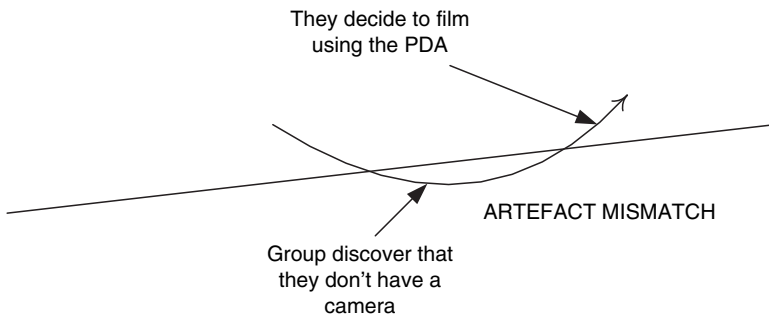 They decide to film
using the PDA
ARTEFACT MISMATCH
Group discover that
they don't have a
camera